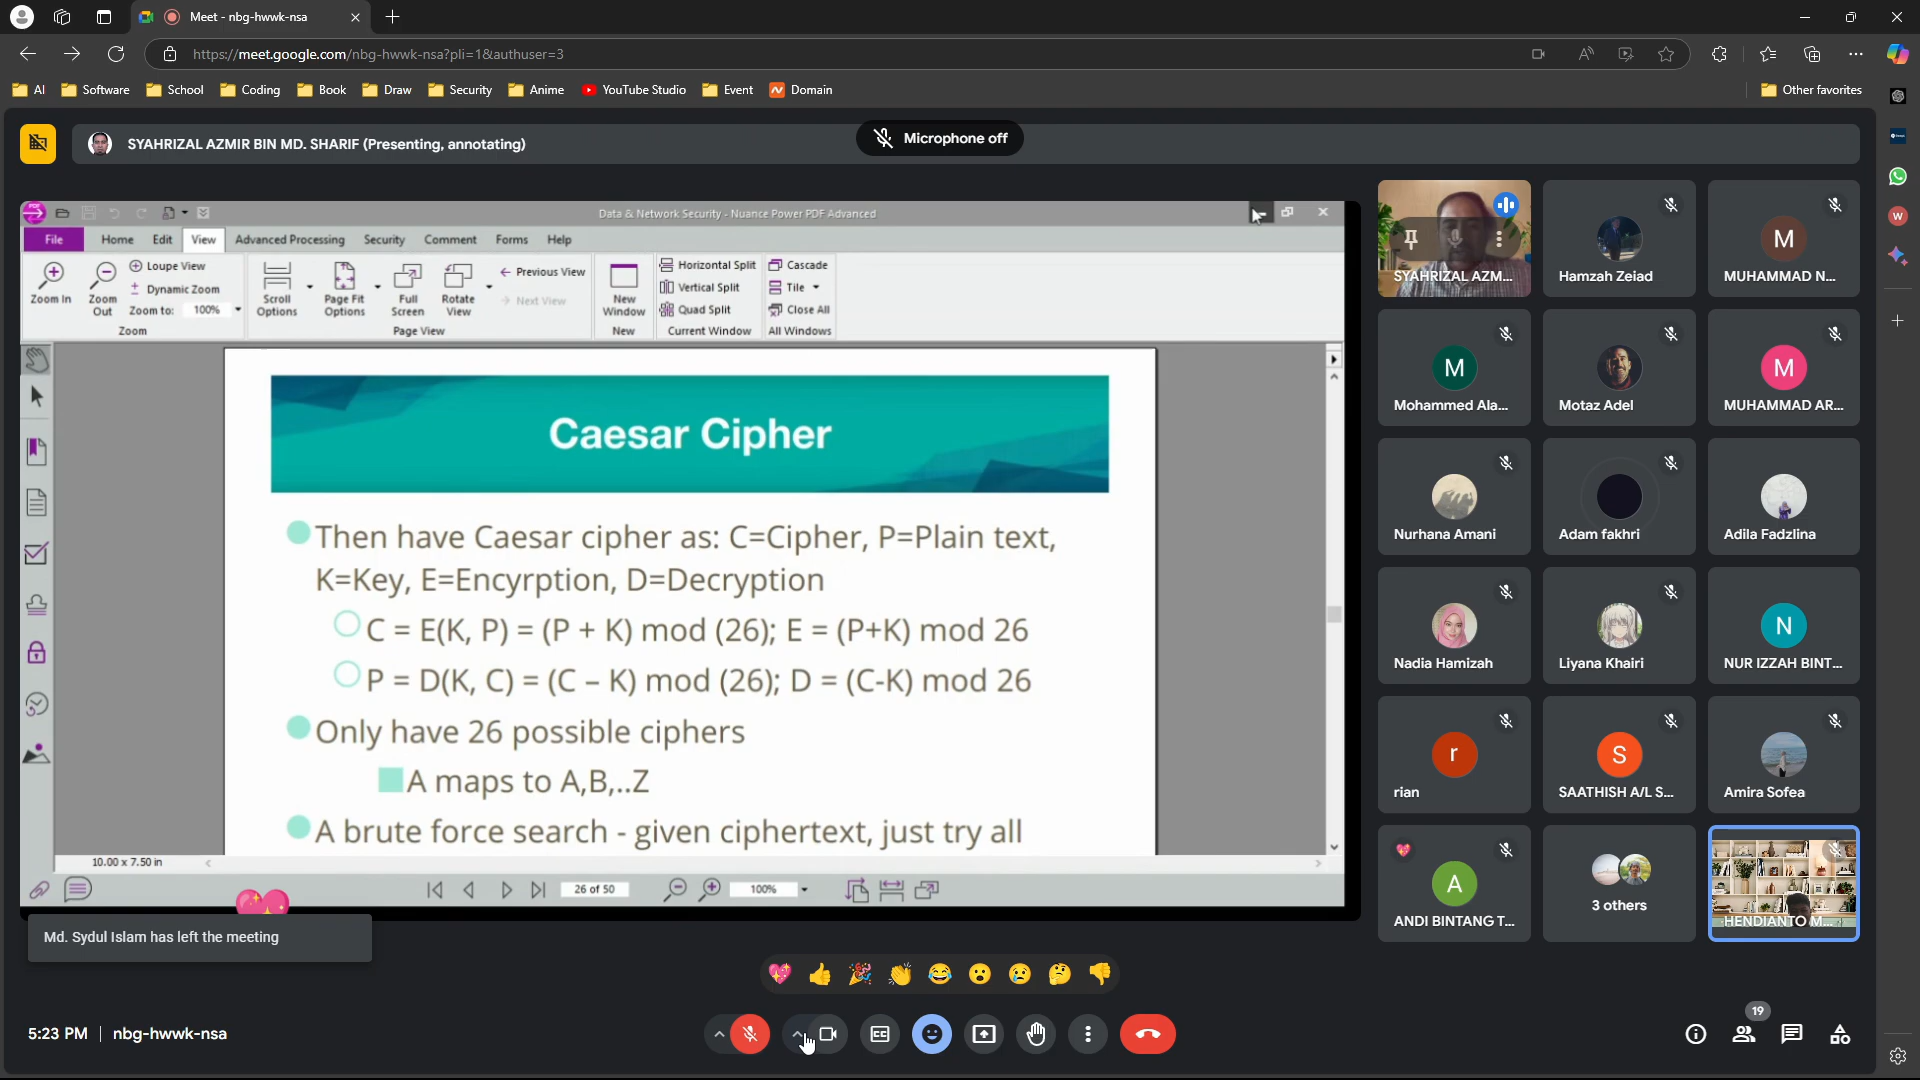 Meet - nbg-hwwk-nsa
https://meet.google.com/nbg-hwwk-nsa?pli=1&authuser=3
AI Software School Coding Book Draw Security Anime YouTube Studio Event Domain Other favorites
SYAHRIZAL AZMIR BIN MD. SHARIF (Presenting, annotating)
Microphone off
Data & Network Security - Nuance Power PDF Advanced
File Home Edit View Advanced Processing Security Comment Forms Help
Zoom In
Zoom Out
Loupe View
Dynamic Zoom
Zoom to: 100%
Zoom
Scroll Options
Page Fit Options
Full Screen
Rotate View
Previous View
Next View
Page View
New Window
New
Horizontal Split
Vertical Split
Quad Split
Current Window
Cascade
Tile
Close All
All Windows
Caesar Cipher
Then have Caesar cipher as: C=Cipher, P=Plain text,
K=Key, E=Encyrption, D=Decryption
C = E(K, P) = (P + K) mod (26); E = (P+K) mod 26
P = D(K, C) = (C – K) mod (26); D = (C-K) mod 26
Only have 26 possible ciphers
A maps to A,B,..Z
A brute force search - given ciphertext, just try all
10.00 x 7.50 in
26 of 50
100%
Md. Sydul Islam has left the meeting
SYAHRIZAL AZM...
Hamzah Zeiad
M
MUHAMMAD N...
M
Mohammed Ala...
Motaz Adel
M
MUHAMMAD AR...
Nurhana Amani
Adam fakhri
Adila Fadzlina
Nadia Hamizah
Liyana Khairi
N
NUR IZZAH BINT...
r
rian
S
SAATHISH A/L S...
Amira Sofea
A
ANDI BINTANG T...
3 others
HENDIANTO M...
5:23 PM | nbg-hwwk-nsa
19